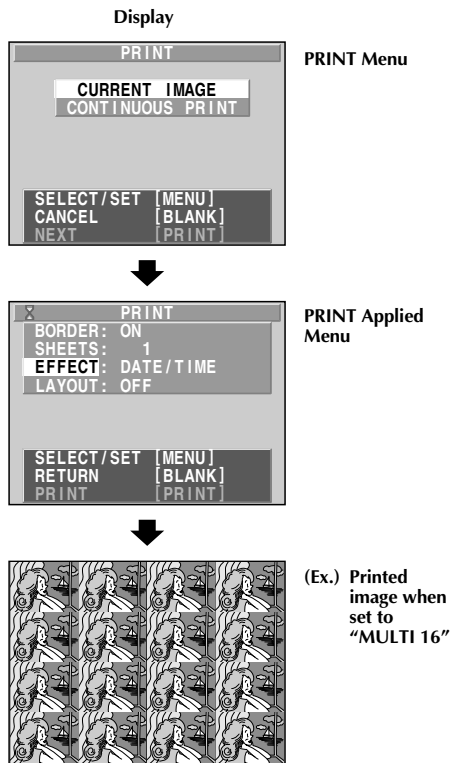 Display
PRINT
PRINT Menu
CURRENT IMAGE
CONTINUOUS PRINT
SELECT/SET [MENU]
CANCEL [BLANK]
NEXT [PRINT]
PRINT
PRINT Applied
Menu
BORDER: ON
SHEETS: 1
EFFECT: DATE/TIME
LAYOUT: OFF
SELECT/SET [MENU]
RETURN [BLANK]
PRINT [PRINT]
(Ex.) Printed
image when
set to
“MULTI 16”